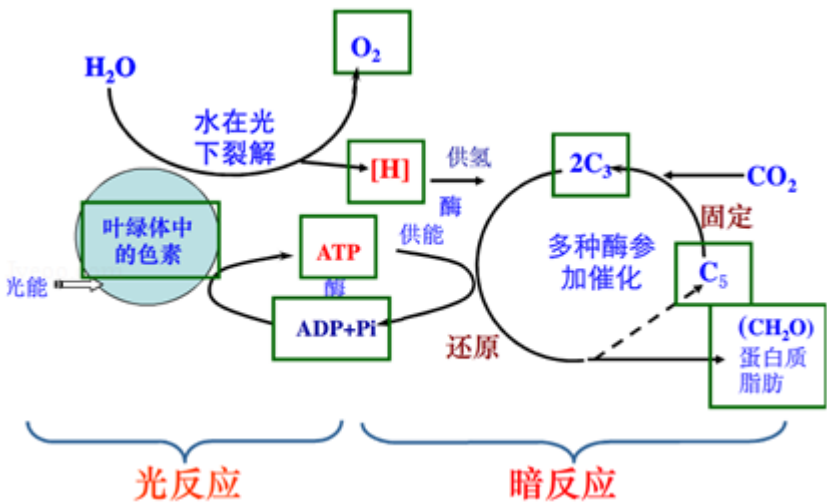 H₂O
O₂
水在光
下裂解
[H]
供氢
酶
2C₃
CO₂
固定
叶绿体中
的色素
光能
ATP
酶
供能
ADP+Pi
多种酶参
加催化
C₅
还原
(CH₂O)
蛋白质
脂肪
光反应
暗反应